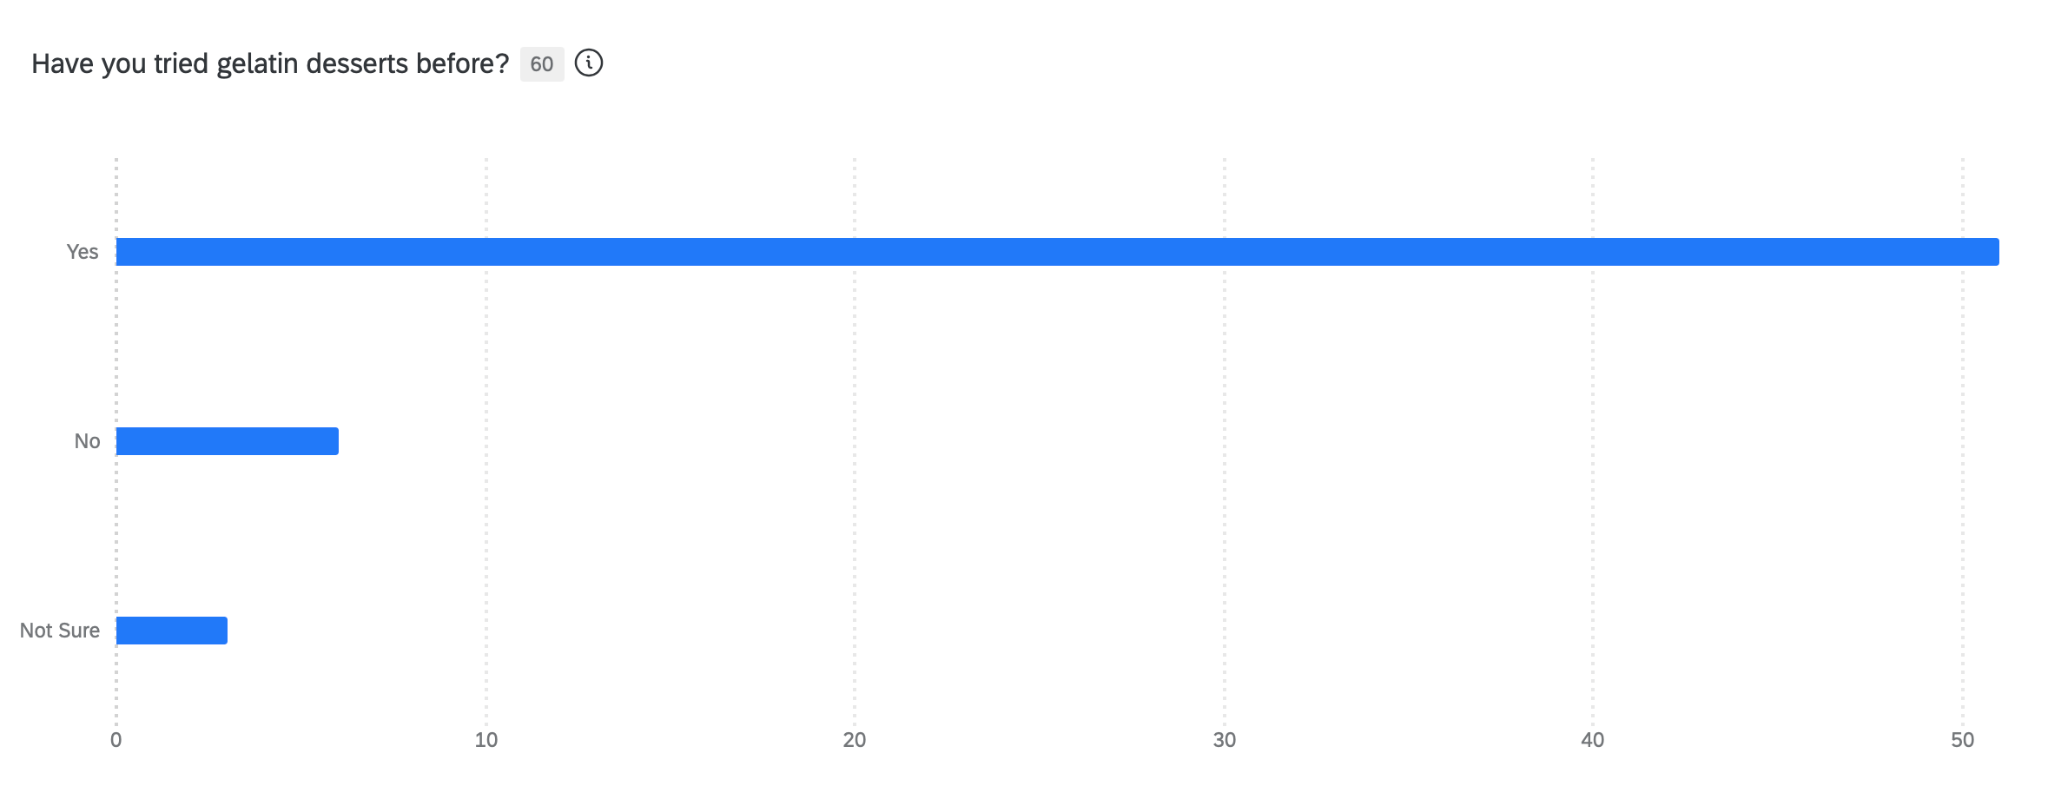 Have you tried gelatin desserts before? 60
Yes
No
Not Sure
0 10 20 30 40 50